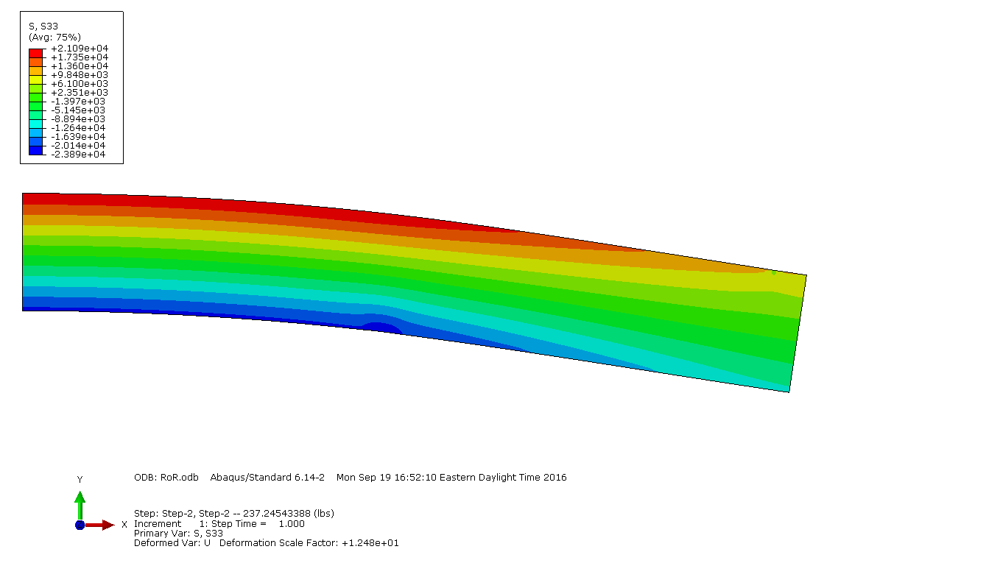 S, S33
(Avg: 75%)
+2.109e+04
+1.735e+04
+1.360e+04
+9.848e+03
+6.100e+03
+2.351e+03
-1.397e+03
-5.145e+03
-8.894e+03
-1.264e+04
-1.639e+04
-2.014e+04
-2.389e+04
Y
X
ODB: RoR.odb Abaqus/Standard 6.14-2 Mon Sep 19 16:52:10 Eastern Daylight Time 2016
Step: Step-2, Step-2 -- 237.24543388 (lbs)
Increment 1: Step Time = 1.000
Primary Var: S, S33
Deformed Var: U Deformation Scale Factor: +1.248e+01